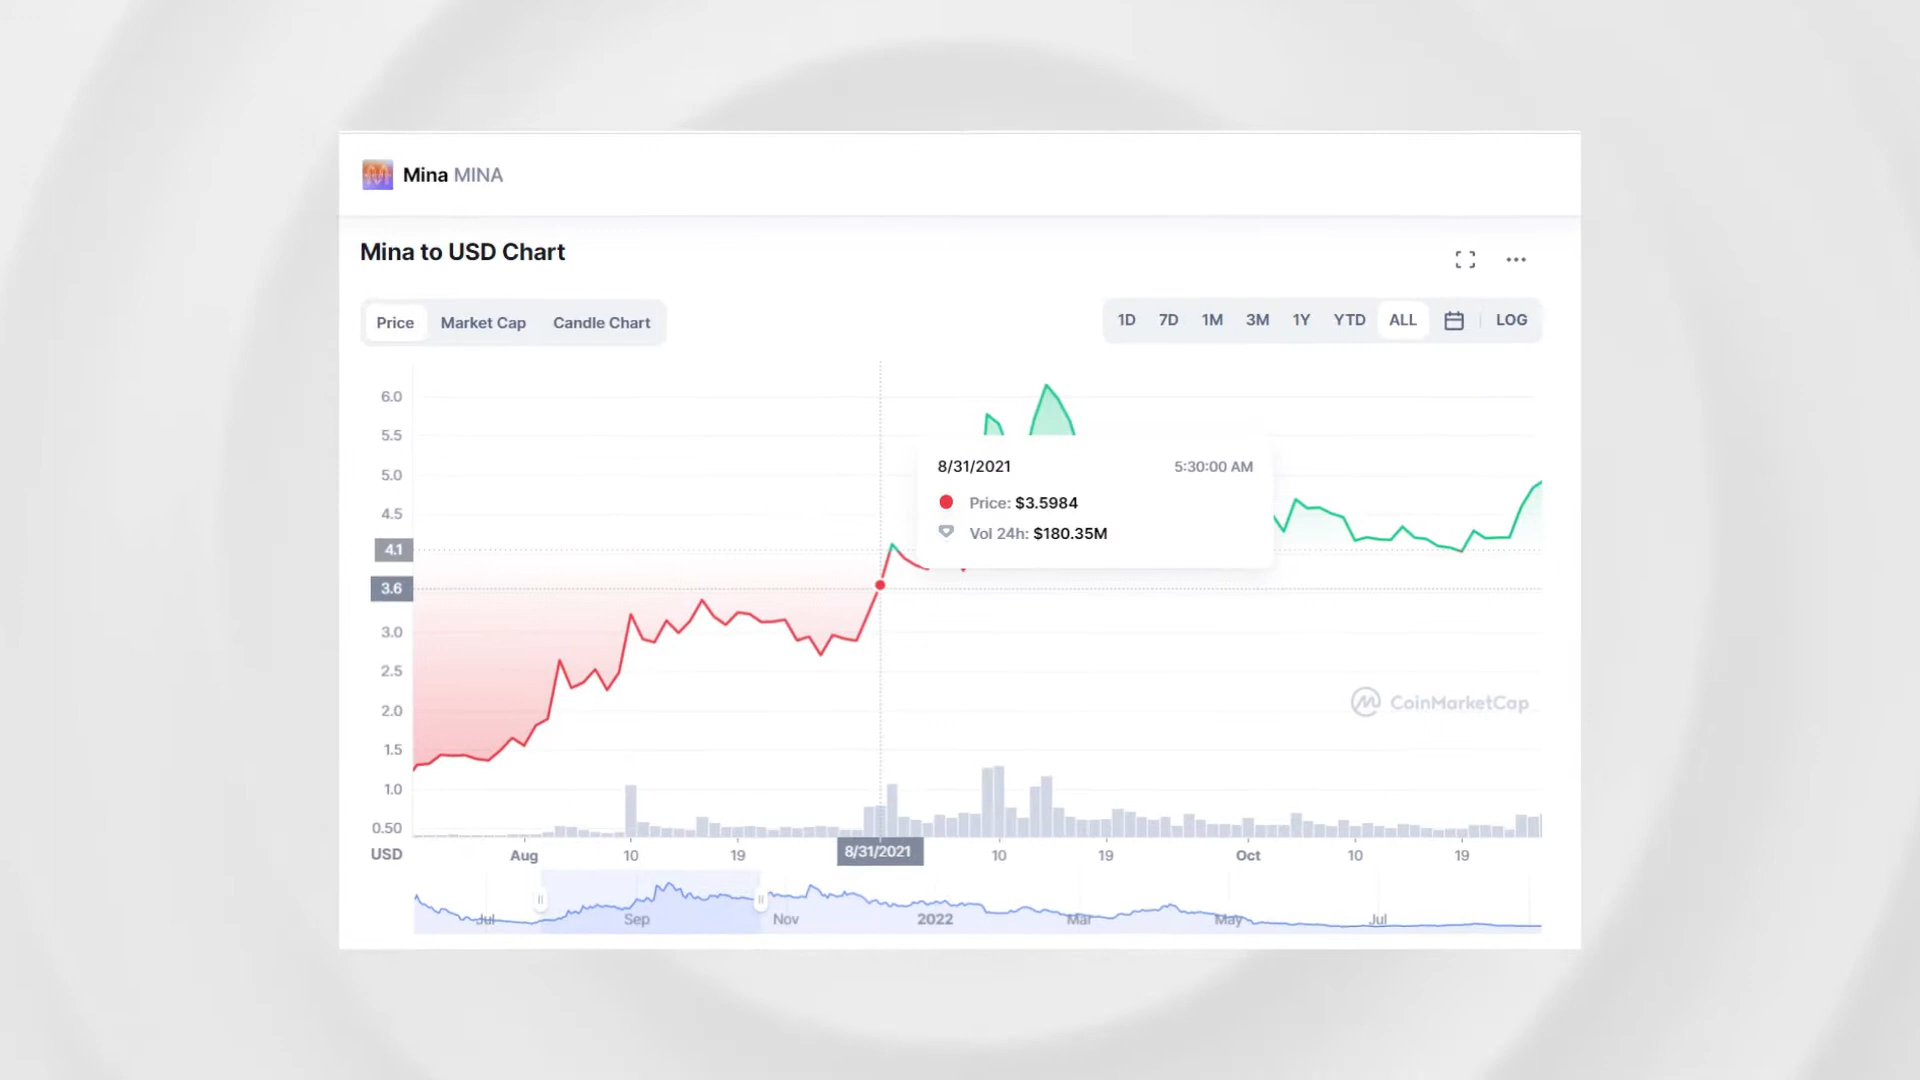 Mina MINA
Mina to USD Chart
Price Market Cap Candle Chart
1D 7D 1M 3M 1Y YTD ALL LOG
6.0
5.5
5.0
4.5
4.1
3.6
3.0
2.5
2.0
1.5
1.0
0.50
8/31/2021 5:30:00 AM
Price: $3.5984
Vol 24h: $180.35M
CoinMarketCap
USD Aug 10 19 8/31/2021 10 19 Oct 10 19
Jul Sep Nov 2022 Mar May Jul